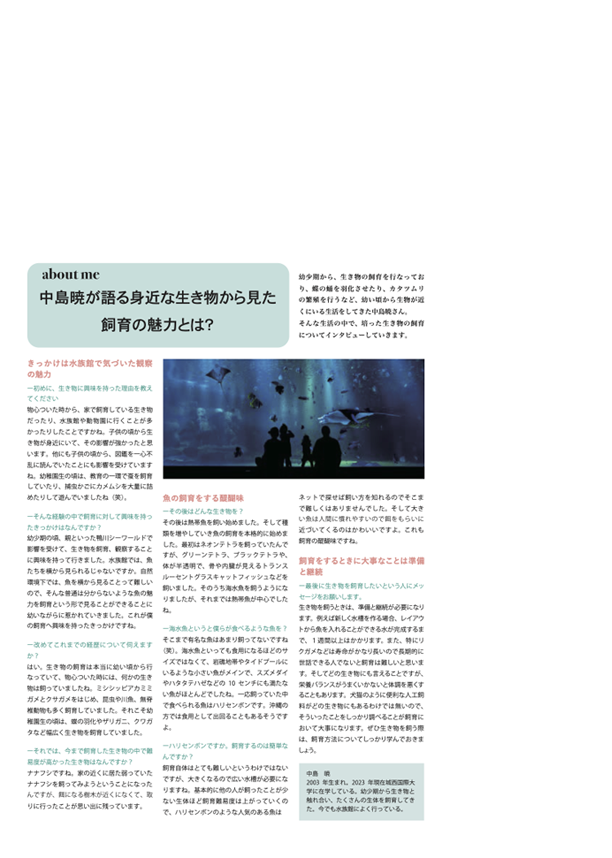 about me
中島暁が語る身近な生き物から見た
飼育の魅力とは?
幼少期から、生き物の飼育を行なってお
り、蝶の蛹を羽化させたり、カタツムリ
の繁殖を行うなど、幼い頃から生物が近
くにいる生活をしてきた中島暁さん。
そんな生活の中で、培った生き物の飼育
についてインタビューしていきます。
きっかけは水族館で気づいた観察
の魅力
ー初めに、生き物に興味を持った理由を教え
てください
物心ついた時から、家で飼育している生き物
だったり、水族館や動物園に行くことが多
かったりしたことですかね。子供の頃から生
き物が身近にいて、その影響が強かったと思
います。他にも子供の頃から、図鑑を一心不
乱に読んでいたことにも影響を受けています
ね。幼稚園生の頃は、教育の一環で蚕を飼育
していたり、捕虫かごにカメムシを大量に詰
めたりして遊んでいましたね(笑)。
ーそんな経験の中で飼育に対して興味を持っ
たきっかけはなんですか?
幼少期の頃、親といった鴨川シーワールドで
影響を受けて、生き物を飼育、観察すること
に興味を持って行きました。水族館では、魚
たちを横から見られるじゃないですか。自然
環境下では、魚を横から見ることって難しい
ので、そんな普通は分からないような魚の魅
力を飼育という形で見ることができることに
幼いながらに惹かれていきました。これが僕
の飼育へ興味を持ったきっかけですね。
ー改めてこれまでの経歴について伺えます
か?
はい、生き物の飼育は本当に幼い頃から行
なっていて、物心ついた時には、何かの生き
物は飼っていましたね。ミシシッピアカミミ
ガメとクサガメをはじめ、昆虫や川魚、無脊
椎動物も多く飼育していました。それこそ幼
稚園生の頃は、蝶の羽化やザリガニ、クワガ
タなど幅広く生き物を飼育していました。
ーそれでは、今まで飼育した生き物の中で難
易度が高かった生き物はなんですか?
ナナフシですね。家の近くに居た弱っていた
ナナフシを飼ってみようということになった
んですが、餌になる樹木が近くになくて、取
りに行ったことが思い出に残っています。
魚の飼育をする醍醐味
ーその後はどんな生き物を?
その後は熱帯魚を飼い始めました。そして種
類を増やしていき魚の飼育を本格的に始めま
した。最初はネオンテトラを飼っていたんで
すが、グリーンテトラ、ブラックテトラや、
体が半透明で、骨や内臓が見えるトランス
ルーセントグラスキャットフィッシュなどを
飼いました。そのうち海水魚を飼うようにな
りましたが、それまでは熱帯魚が中心でした
ね。
ー海水魚というと僕らが食べるような魚を?
そこまで有名な魚はあまり飼ってないですね
(笑)。海水魚といっても食用になるほどのサ
イズではなくて、岩礁地帯やタイドプールに
いるような小さい魚がメインで、スズメダイ
やハタタテハゼなどの 10 センチにも満たな
い魚がほとんどでしたね。一応飼っていた中
で食べられる魚はハリセンボンです。沖縄の
方では食用として出回ることもあるそうです
よ。
ーハリセンボンですか。飼育するのは簡単な
んですか?
飼育自体はとても難しいというわけではない
ですが、大きくなるので広い水槽が必要にな
りますね。基本的に他の人が飼ったことが少
ない生体ほど飼育難易度は上がっていくの
で、ハリセンボンのような人気のある魚は
ネットで探せば飼い方を知れるのでそこま
で難しくはありませんでした。そして大き
い魚は人間に慣れやすいので餌をもらいに
近づいてくるのはかわいいですよ。これも
飼育の醍醐味ですね。
飼育をするときに大事なことは準備
と継続
ー最後に生き物を飼育したいという人にメッ
セージをお願いします。
生き物を飼うときは、準備と継続が必要になり
ます。例えば新しく水槽を作る場合、レイアウ
トから魚を入れることができる水が完成するま
で、1 週間以上はかかります。また、特にリ
クガメなどは寿命がかなり長いので長期的に
世話できる人でないと飼育は難しいと思いま
す。そしてどの生き物にも言えることですが、
栄養バランスがうまくいかないと体調を悪くす
ることもあります。犬猫のように便利な人工飼
料がどの生き物にもあるわけでは無いので、
そういったことをしっかり調べることが飼育に
おいて大事になります。ぜひ生き物を飼う際
は、飼育方法についてしっかり学んでおきま
しょう。
中島 暁
2003 年生まれ。2023 年現在城西国際大
学に在学している。幼少期から生き物と
触れ合い、たくさんの生体を飼育してき
た。今でも水族館によく行っている。